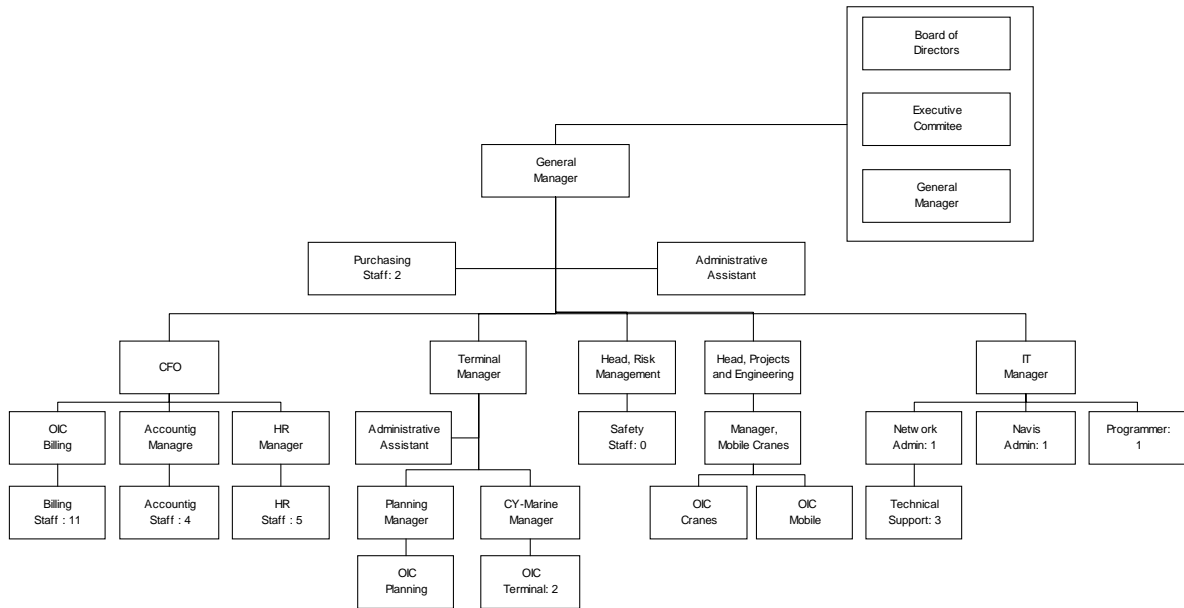 Board of
Directors
Executive
Commitee
General
Manager
General
Manager
Purchasing
Staff: 2
Administrative
Assistant
CFO
Terminal
Manager
Head, Risk
Management
Head, Projects
and Engineering
IT
Manager
OIC
Billing
Accountig
Managre
HR
Manager
Administrative
Assistant
Safety
Staff: 0
Manager,
Mobile Cranes
Network
Admin: 1
Navis
Admin: 1
Programmer:
1
Billing
Staff : 11
Accountig
Staff : 4
HR
Staff : 5
Planning
Manager
CY-Marine
Manager
OIC
Cranes
OIC
Mobile
Technical
Support: 3
OIC
Planning
OIC
Terminal: 2